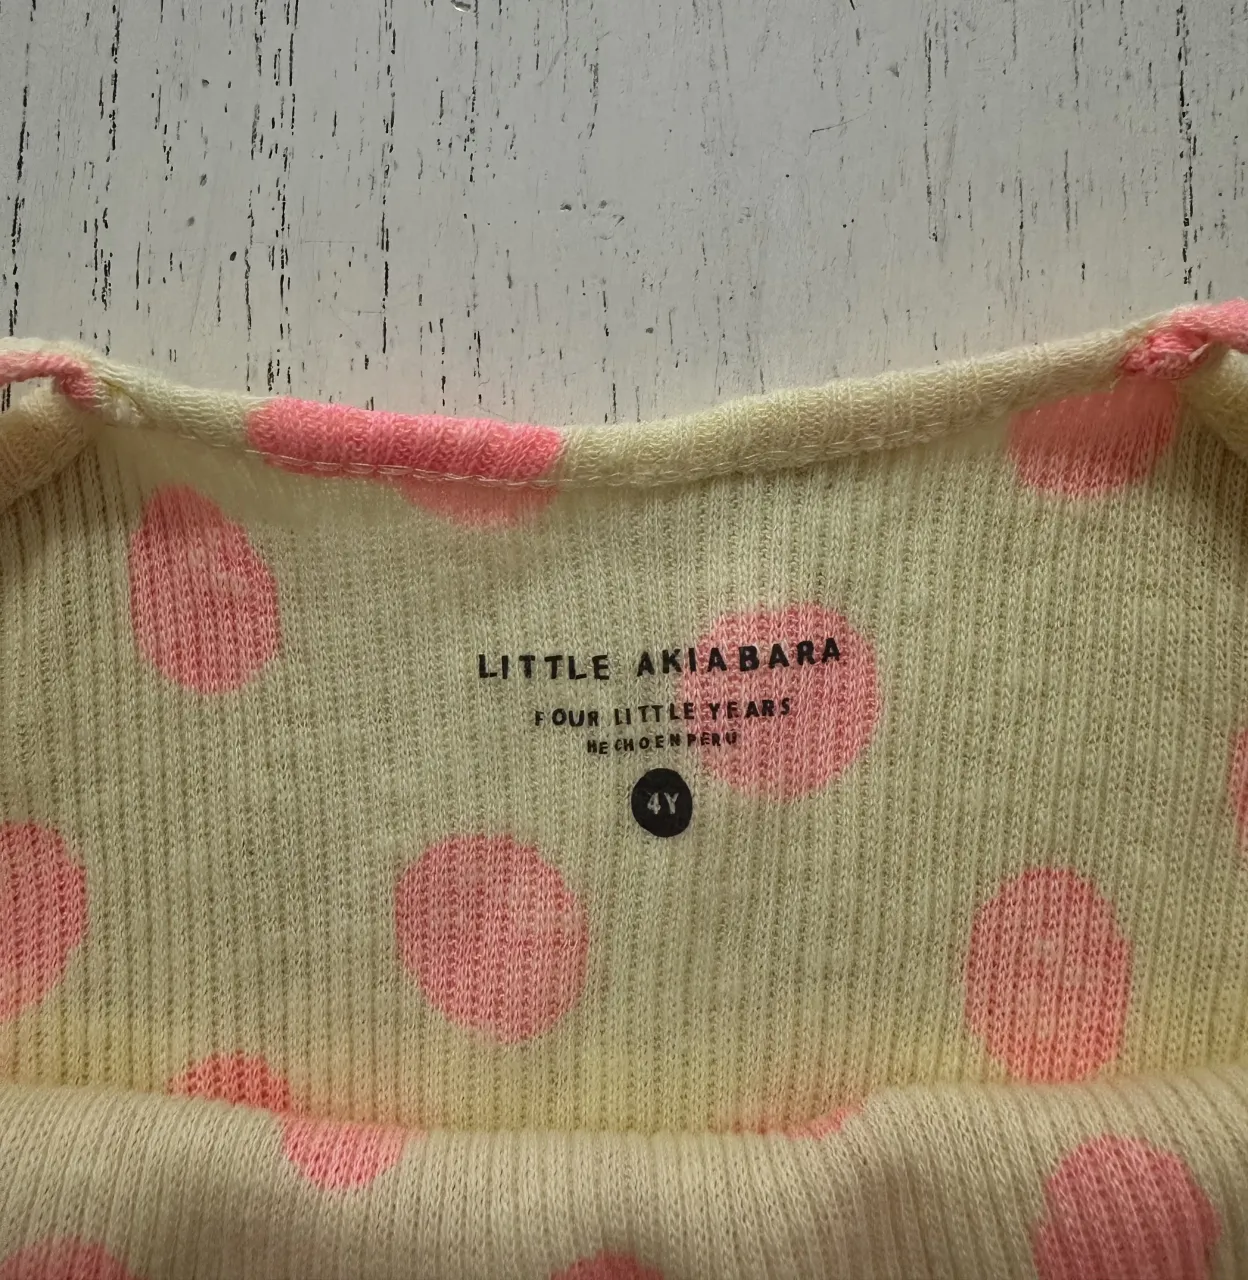 LITTLE AKIABARA
FOUR LITTLE YEARS
HECHO EN PERU
4Y